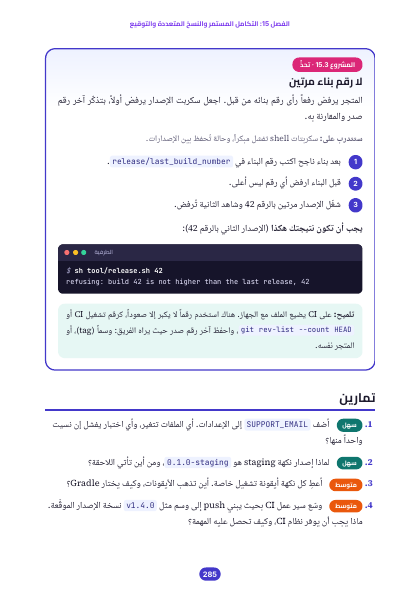 الفصل 15: التكامل المستمر والنسخ المتعددة والتوقيع
المشروع 15.3 · تحدٍّ
لا رقم بناء مرتين
المتجر يرفض رفعاً رأى رقم بنائه من قبل. اجعل سكربت الإصدار يرفض أولاً، بتذكّر آخر رقم
صدر والمقارنة به.
ستتدرب على: سكربتات shell تفشل مبكراً، وحالة تُحفظ بين الإصدارات.
1 بعد بناء ناجح اكتب رقم البناء في release/last_build_number.
2 قبل البناء ارفض أي رقم ليس أعلى.
3 شغّل الإصدار مرتين بالرقم 42 وشاهد الثانية تُرفض.
يجب أن تكون نتيجتك هكذا (الإصدار الثاني بالرقم 42):
الطرفية
$ sh tool/release.sh 42
refusing: build 42 is not higher than the last release, 42
تلميح: على CI يضيع الملف مع الجهاز. هناك استخدم رقماً لا يكبر إلا صعوداً، كرقم تشغيل CI أو
git rev-list --count HEAD، واحفظ آخر رقم صدر حيث يراه الفريق: وسماً (tag)، أو
المتجر نفسه.
تمارين
1. سهل أضف SUPPORT_EMAIL إلى الإعدادات. أي الملفات تتغير، وأي اختبار يفشل إن نسيت
واحداً منها؟
2. سهل لماذا إصدار نكهة staging هو 0.1.0-staging، ومن أين تأتي اللاحقة؟
3. متوسط أعطِ كل نكهة أيقونة تشغيل خاصة. أين تذهب الأيقونات، وكيف يختار Gradle؟
4. متوسط وسّع سير عمل CI بحيث يبني push إلى وسم مثل v1.4.0 نسخة الإصدار الموقّعة.
ماذا يجب أن يوفر نظام CI، وكيف تحصل عليه المهمة؟
285